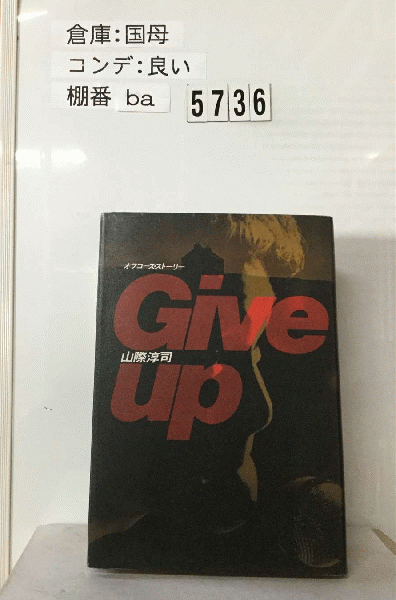 倉庫:国母
コンデ:良い
棚番 ba
5736
オフコース・ストーリー
Give
山際淳司
up